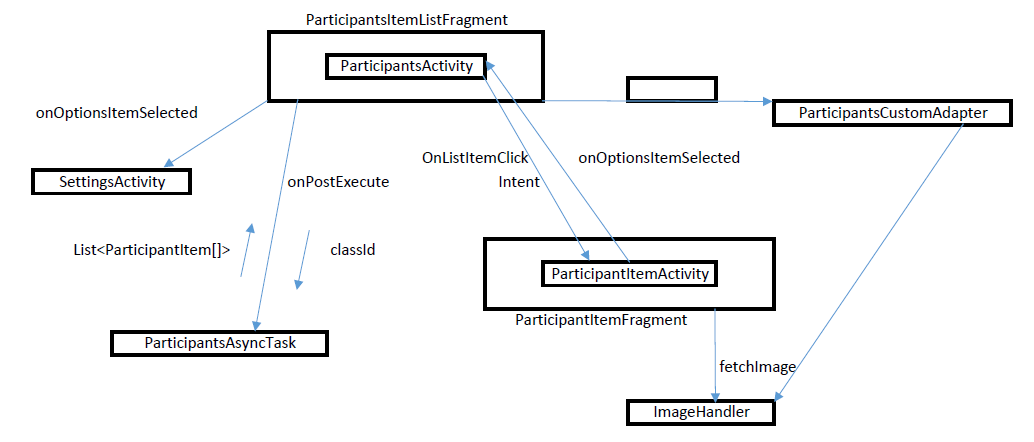 ParticipantsItemListFragment
ParticipantsActivity
onOptionsItemSelected
ParticipantsCustomAdapter
OnListItemClick
Intent
onOptionsItemSelected
SettingsActivity
onPostExecute
List<ParticipantItem[]>
classId
ParticipantItemActivity
ParticipantItemFragment
ParticipantsAsyncTask
fetchImage
ImageHandler